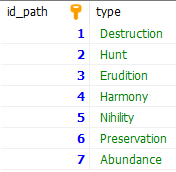 id_path type
1 Destruction
2 Hunt
3 Erudition
4 Harmony
5 Nihility
6 Preservation
7 Abundance